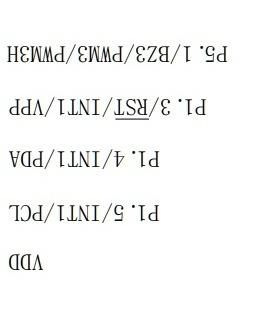 VDD
P1. 5/INT1/PCL
P1. 4/INT1/PDA
P1. 3/RST/INT1/VPP
P5. 1/BZ3/PWM3/PWM3H